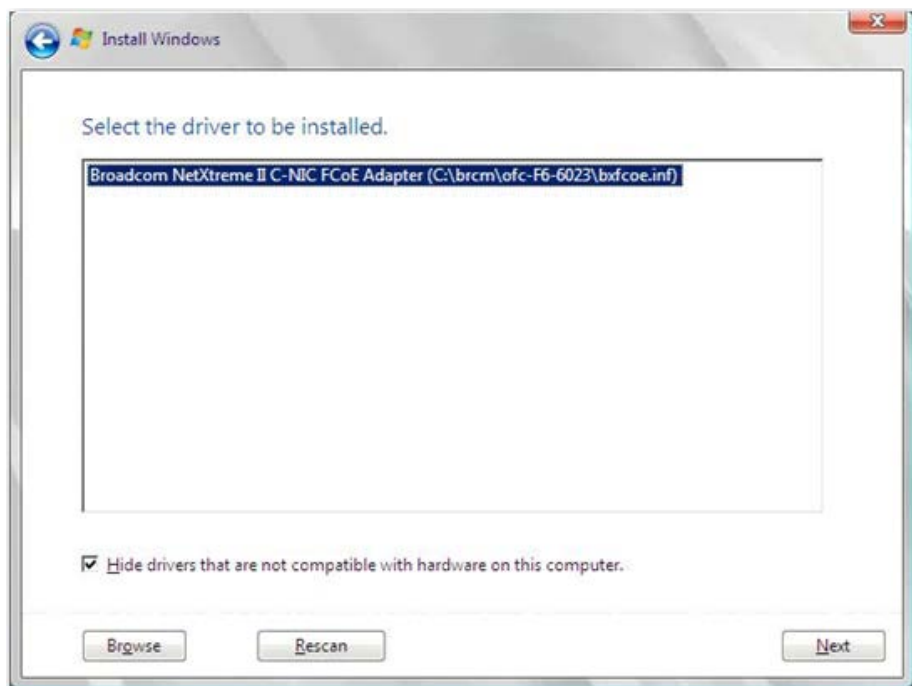 Install Windows
Select the driver to be installed.
Broadcom NetXtreme II C-NIC FCoE Adapter (C:\brcm\ofc-F6-6023\bxfcoe.inf)
Hide drivers that are not compatible with hardware on this computer.
Browse
Rescan
Next